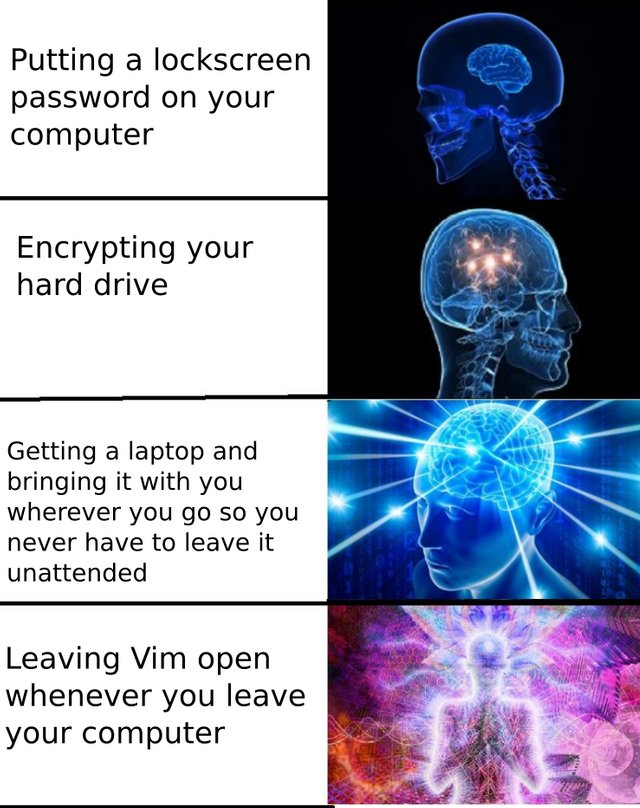 Putting a lockscreen
password on your
computer
Encrypting your
hard drive
Getting a laptop and
bringing it with you
wherever you go so you
never have to leave it
unattended
Leaving Vim open
whenever you leave
your computer